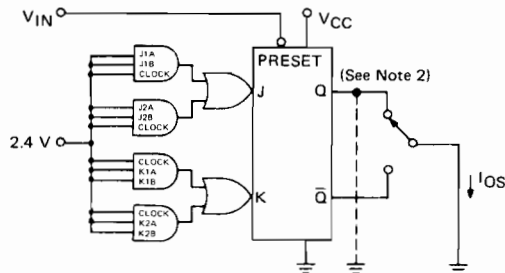 V_IN
V_CC
PRESET
J1A
J1B
CLOCK
J2A
J2B
CLOCK
2.4 V
CLOCK
K1A
K1B
CLOCK
K2A
K2B
J
K
Q
Q̅
(See Note 2)
I_OS